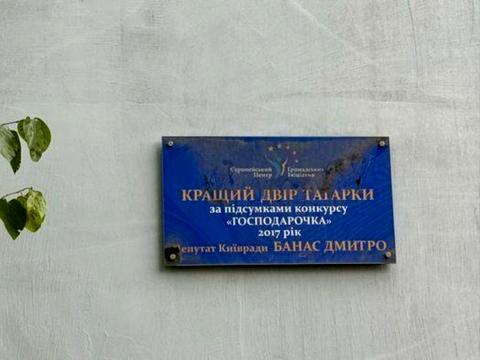 Європейський Центр Громадських Ініціатив
КРАЩИЙ ДВІР ТАТАРКИ
за підсумками конкурсу
«ГОСПОДАРОЧКА»
2017 рік
Депутат Київради БАНАС ДМИТРО